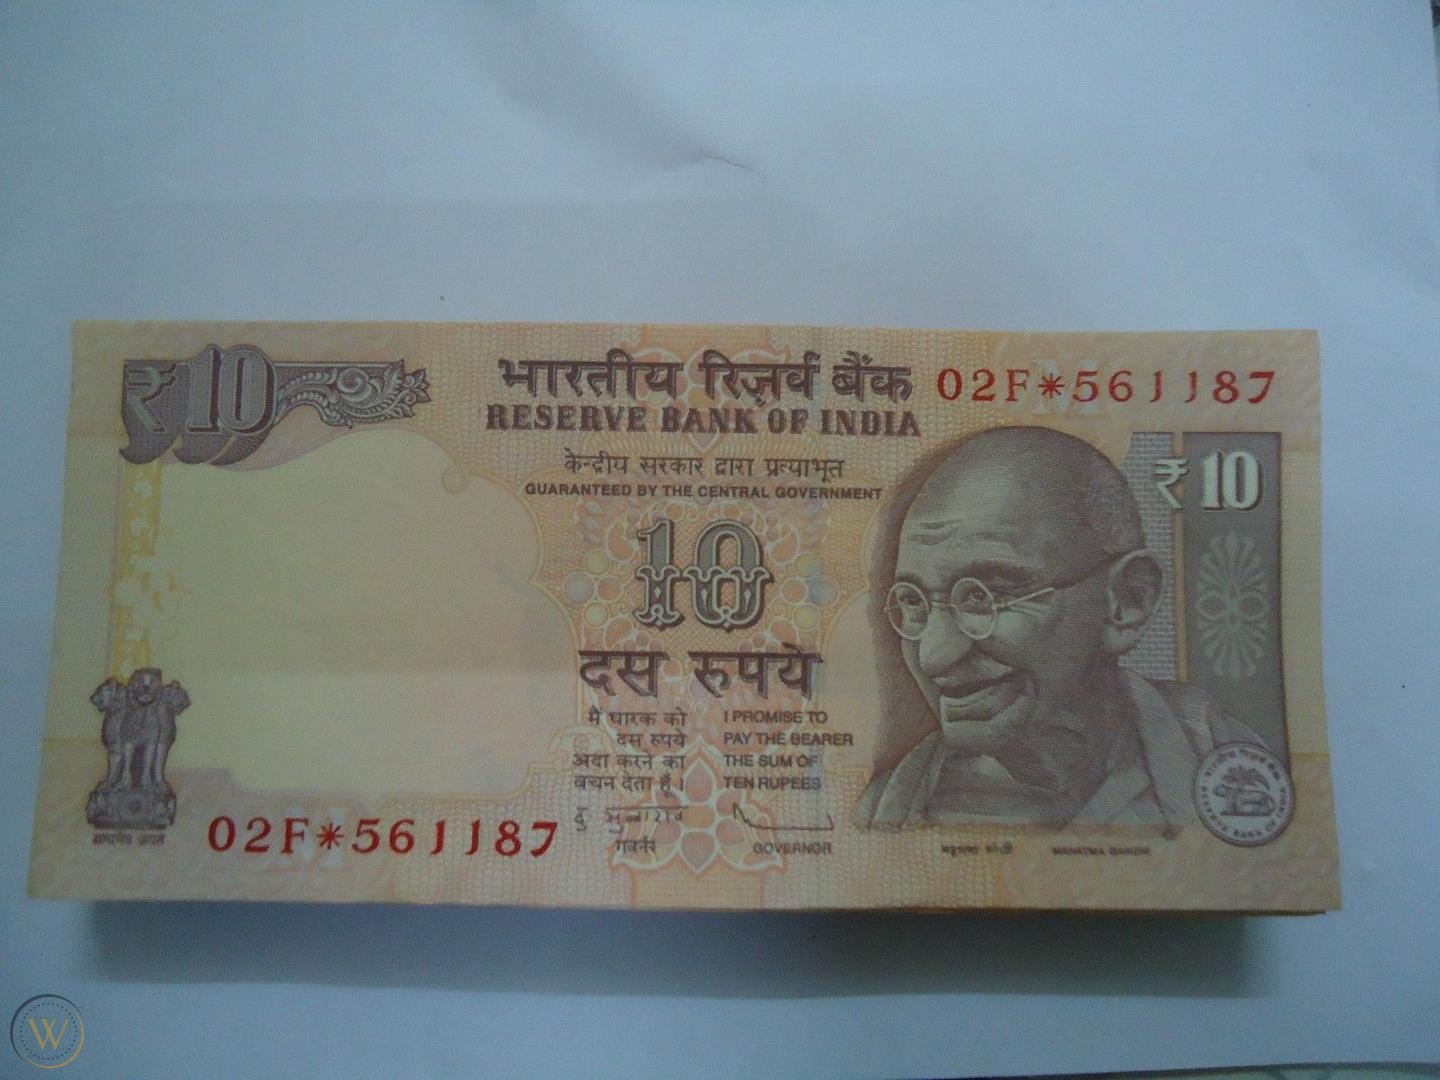 ₹10
भारतीय रिज़र्व बैंक
RESERVE BANK OF INDIA
02F*561187
केन्द्रीय सरकार द्वारा प्रत्याभूत
GUARANTEED BY THE CENTRAL GOVERNMENT
₹ 10
10
दस रुपये
मैं धारक को
दस रुपये
अदा करने का
वचन देता हूँ।
I PROMISE TO
PAY THE BEARER
THE SUM OF
TEN RUPEES
गवर्नर
GOVERNOR
सत्यमेव जयते
02F*561187
महात्मा गांधी
MAHATMA GANDHI
भारतीय रिज़र्व बैंक
RESERVE BANK OF INDIA
W